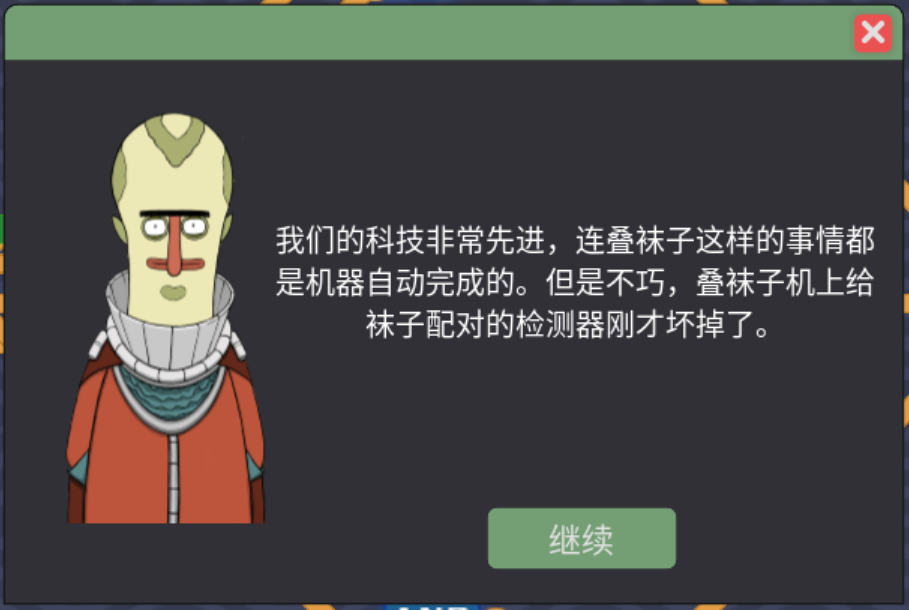 我们的科技非常先进，连叠袜子这样的事情都
是机器自动完成的。但是不巧，叠袜子机上给
袜子配对的检测器刚才坏掉了。
继续